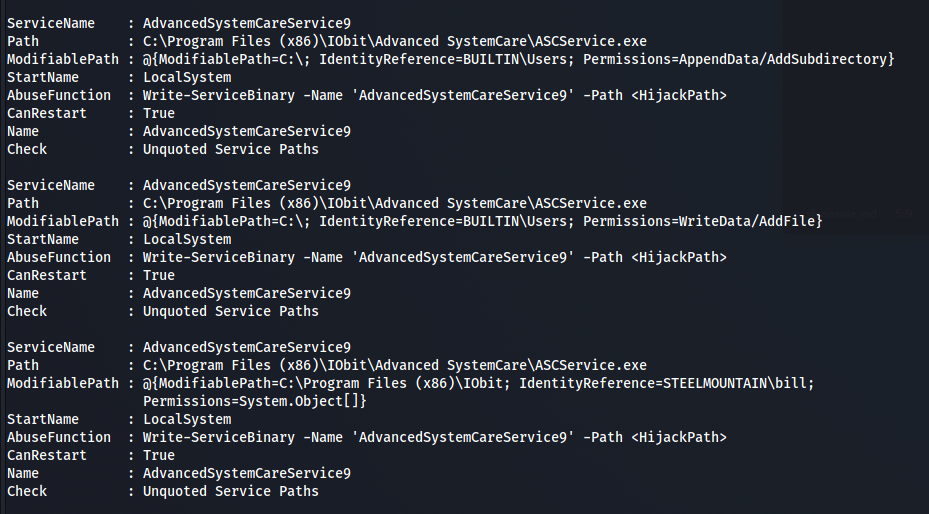 ServiceName    : AdvancedSystemCareService9
Path           : C:\Program Files (x86)\IObit\Advanced SystemCare\ASCService.exe
ModifiablePath : @{ModifiablePath=C:\; IdentityReference=BUILTIN\Users; Permissions=AppendData/AddSubdirectory}
StartName      : LocalSystem
AbuseFunction  : Write-ServiceBinary -Name 'AdvancedSystemCareService9' -Path <HijackPath>
CanRestart     : True
Name           : AdvancedSystemCareService9
Check          : Unquoted Service Paths

ServiceName    : AdvancedSystemCareService9
Path           : C:\Program Files (x86)\IObit\Advanced SystemCare\ASCService.exe
ModifiablePath : @{ModifiablePath=C:\; IdentityReference=BUILTIN\Users; Permissions=WriteData/AddFile}
StartName      : LocalSystem
AbuseFunction  : Write-ServiceBinary -Name 'AdvancedSystemCareService9' -Path <HijackPath>
CanRestart     : True
Name           : AdvancedSystemCareService9
Check          : Unquoted Service Paths

ServiceName    : AdvancedSystemCareService9
Path           : C:\Program Files (x86)\IObit\Advanced SystemCare\ASCService.exe
ModifiablePath : @{ModifiablePath=C:\Program Files (x86)\IObit; IdentityReference=STEELMOUNTAIN\bill;
                 Permissions=System.Object[]}
StartName      : LocalSystem
AbuseFunction  : Write-ServiceBinary -Name 'AdvancedSystemCareService9' -Path <HijackPath>
CanRestart     : True
Name           : AdvancedSystemCareService9
Check          : Unquoted Service Paths